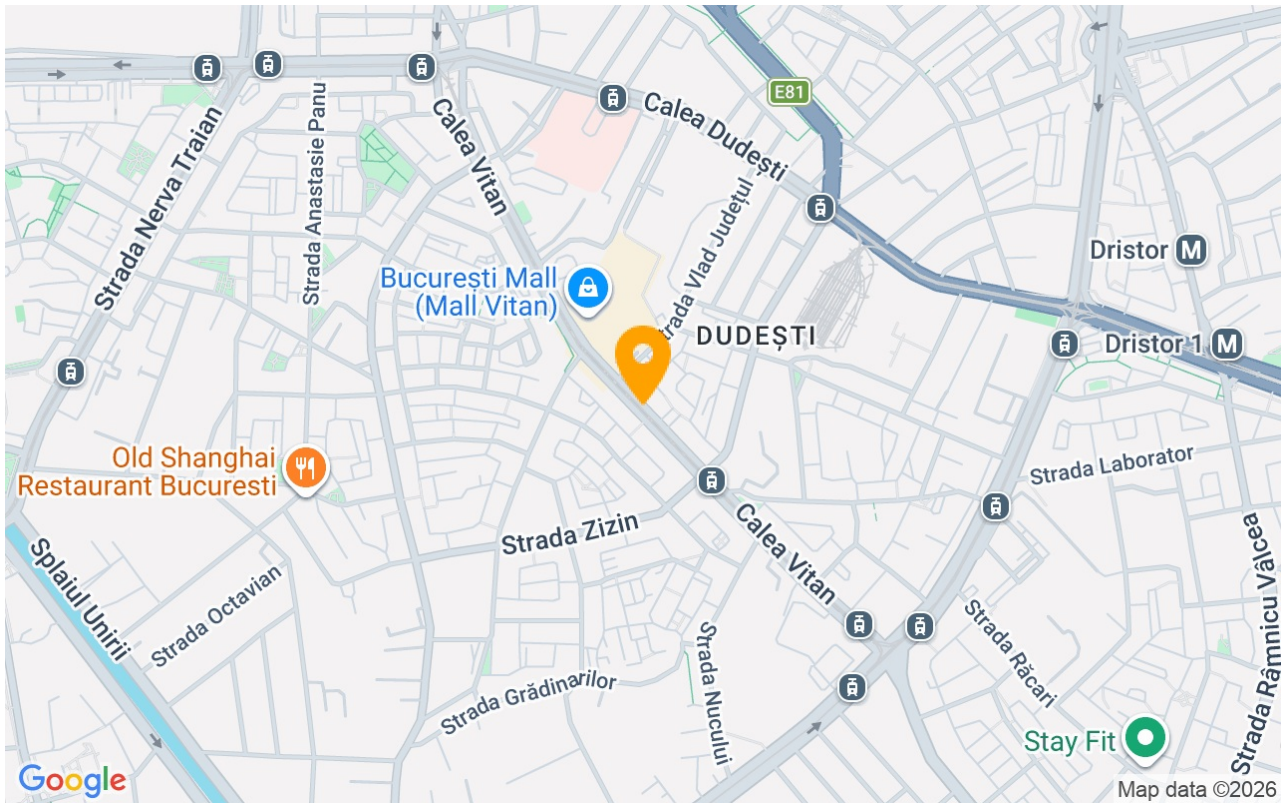 E81
Calea Dudești
Strada Nerva Traian
Strada Anastasie Panu
Calea Vitan
Strada Vlad Județul
Dristor
București Mall
(Mall Vitan)
DUDEȘTI
Dristor 1
Old Shanghai
Restaurant Bucuresti
Strada Laborator
Strada Zizin
Calea Vitan
Splaiul Unirii
Strada Octavian
Strada Râmnicu Vâlcea
Strada Răcari
Strada Grădinarilor
Strada Nucului
Stay Fit
Google
Map data ©2026